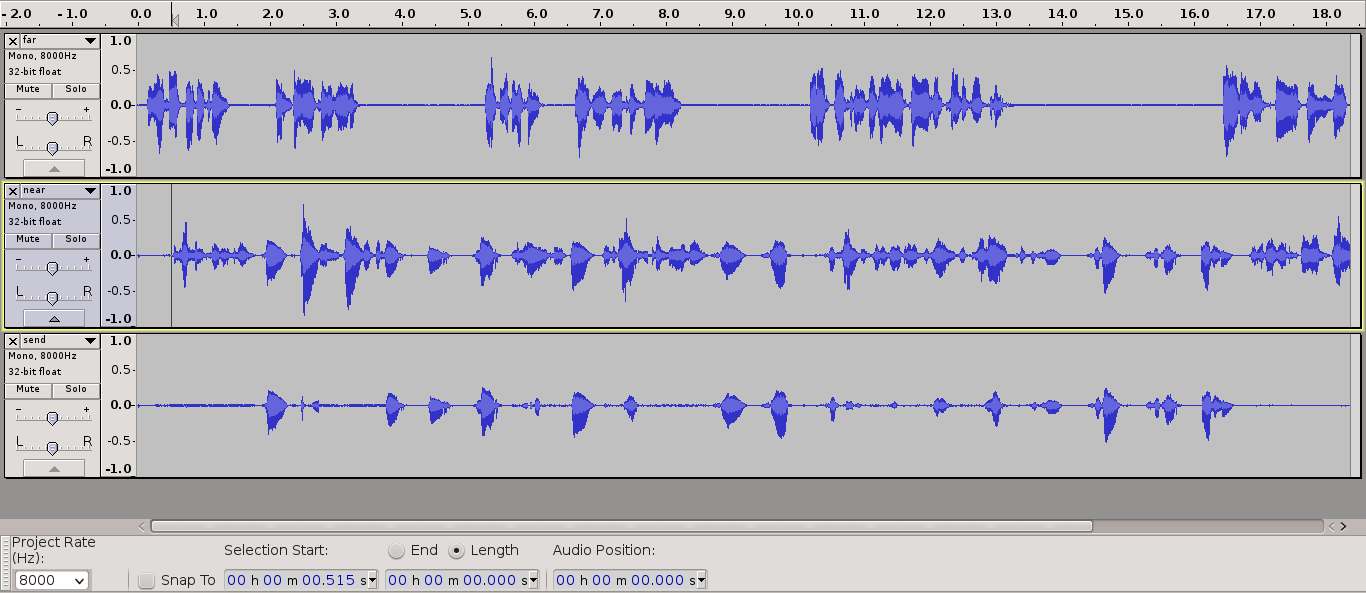 - 2.0 -1.0 0.0 1.0 2.0 3.0 4.0 5.0 6.0 7.0 8.0 9.0 10.0 11.0 12.0 13.0 14.0 15.0 16.0 17.0 18.0
far 1.0
Mono, 8000Hz
32-bit float 0.5-
Mute Solo
- + 0.0-
L R -0.5-
-1.0
near 1.0
Mono, 8000Hz
32-bit float 0.5-
Mute Solo
- + 0.0-
L R -0.5-
-1.0
send 1.0
Mono, 8000Hz
32-bit float 0.5-
Mute Solo
- + 0.0-
L R -0.5-
-1.0
Project Rate
(Hz):
Selection Start: End Length Audio Position:
8000 Snap To 00 h 00 m 00.515 s 00 h 00 m 00.000 s 00 h 00 m 00.000 s